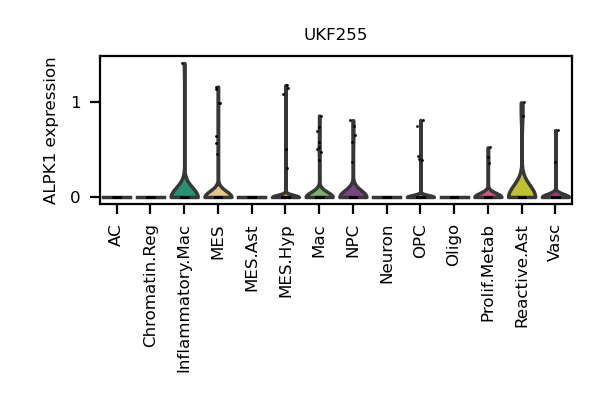 UKF255
ALPK1 expression
1
0
AC
Chromatin.Reg
Inflammatory.Mac
MES
MES.Ast
MES.Hyp
Mac
NPC
Neuron
OPC
Oligo
Prolif.Metab
Reactive.Ast
Vasc